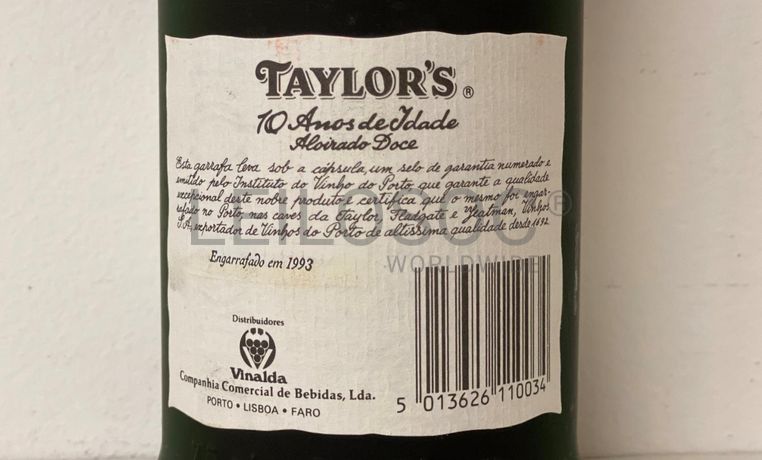 TAYLOR'S ®
10 Anos de Idade
Aloirado Doce
Esta garrafa leva sob a cápsula, um selo de garantia numerado e
emitido pelo Instituto do Vinho do Porto que garante a qualidade
excepcional deste nobre produto e certifica que o mesmo foi engar-
rafado no Porto nas caves da Taylor Fladgate & Yeatman, Vinhos
S.A. exportador de Vinhos do Porto de altíssima qualidade desde 1692.
LEILOSOC®
WORLDWIDE
Engarrafado em 1993
Distribuidores
Vinalda
Companhia Comercial de Bebidas, Lda.
PORTO • LISBOA • FARO
5 013626 110034